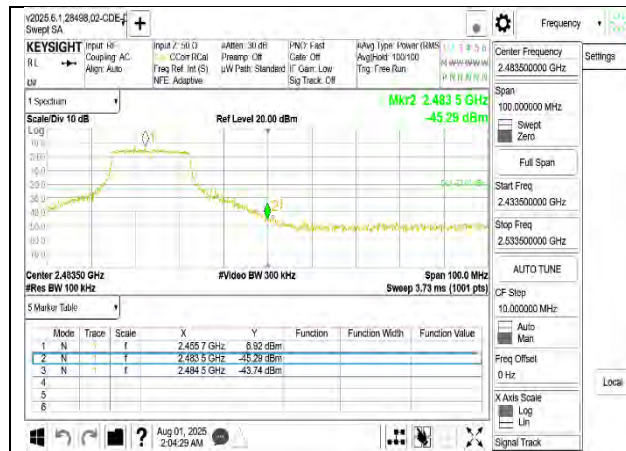 v2025.6.1,28498,02-CDE-
Swept SA
KEYSIGHT
RL
Input: RF
Coupling: AC
Align: Auto
Input Z: 50 Ω
CCorr RCal
Freq Ref: Int (S)
NFE: Adaptive
#Atten: 30 dB
Preamp: Off
µW Path: Standard
PNO: Fast
Gate: Off
IF Gain: Low
Sig Track: Off
#Avg Type: Power (RMS
Avg|Hold: 100/100
Trig: Free Run
1 Spectrum
Scale/Div 10 dB
Ref Level 20.00 dBm
Mkr2 2.483 5 GHz
-45.29 dBm
Log
Center 2.48350 GHz
#Res BW 100 kHz
#Video BW 300 kHz
Span 100.0 MHz
Sweep 3.73 ms (1001 pts)
5 Marker Table
Mode Trace Scale X Y Function Function Width Function Value
1 N 1 f 2.455 7 GHz 6.92 dBm
2 N 1 f 2.483 5 GHz -45.29 dBm
3 N 1 f 2.484 5 GHz -43.74 dBm
4
5
6
Aug 01, 2025
2:04:29 AM
Frequency
Settings
Center Frequency
2.483500000 GHz
Span
100.000000 MHz
Swept
Zero
Full Span
Start Freq
2.433500000 GHz
Stop Freq
2.533500000 GHz
AUTO TUNE
CF Step
10.000000 MHz
Auto
Man
Freq Offset
0 Hz
X Axis Scale
Log
Lin
Signal Track
Local